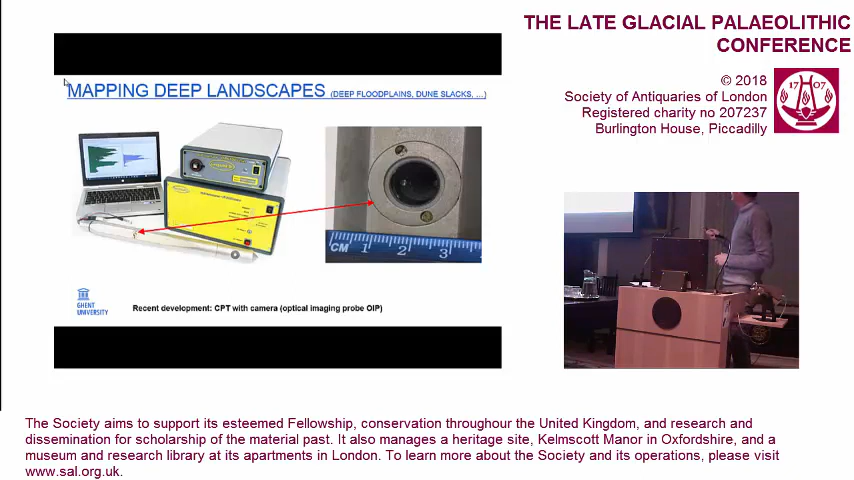 THE LATE GLACIAL PALAEOLITHIC
CONFERENCE
© 2018
Society of Antiquaries of London
Registered charity no 207237
Burlington House, Piccadilly
17 07
MAPPING DEEP LANDSCAPES (DEEP FLOODPLAINS, DUNE SLACKS, ...)
CM 1 2 3
GHENT
UNIVERSITY
Recent development: CPT with camera (optical imaging probe OIP)
The Society aims to support its esteemed Fellowship, conservation throughour the United Kingdom, and research and
dissemination for scholarship of the material past. It also manages a heritage site, Kelmscott Manor in Oxfordshire, and a
museum and research library at its apartments in London. To learn more about the Society and its operations, please visit
www.sal.org.uk.